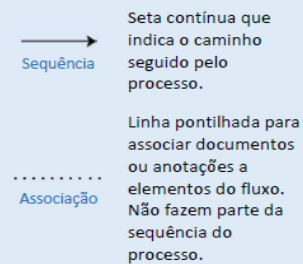 Sequência
Seta contínua que
indica o caminho
seguido pelo
processo.
Associação
Linha pontilhada para
associar documentos
ou anotações a
elementos do fluxo.
Não fazem parte da
sequência do
processo.